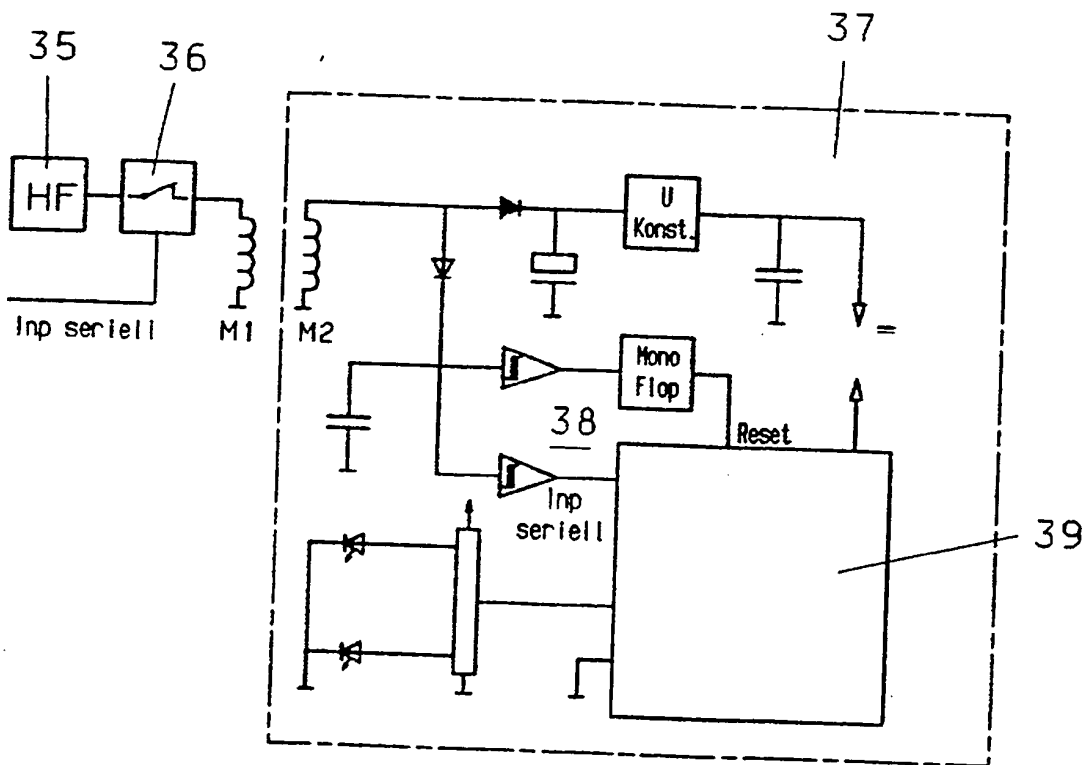 37
35
36
HF
U
Konst.
Inp seriell
M1
M2
=
Mono
Flop
38
Reset
Inp
seriell
39